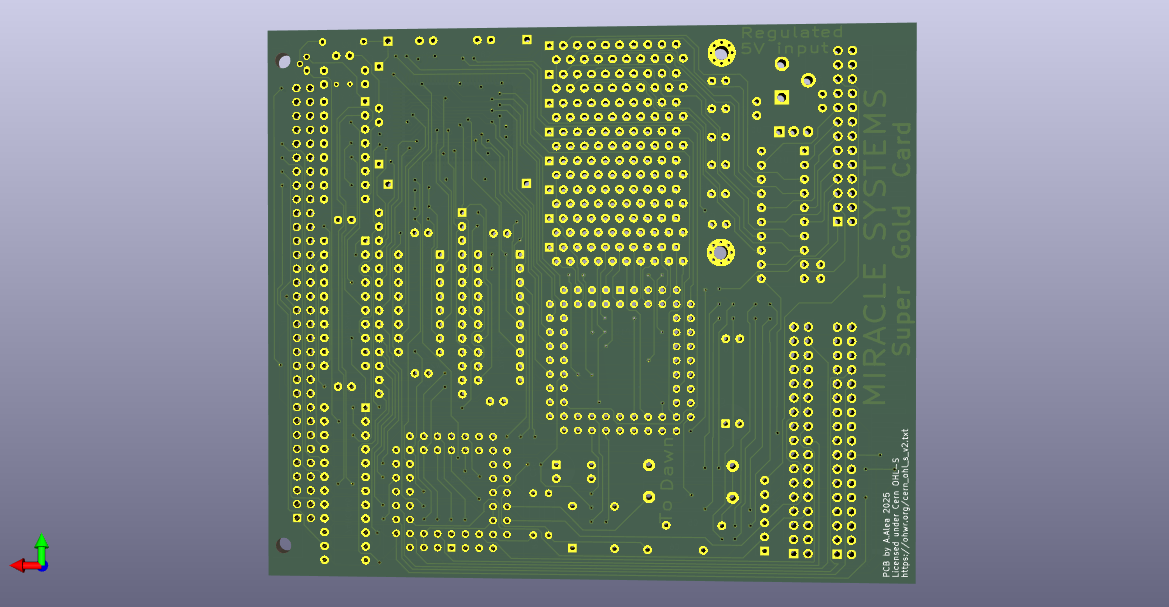 Regulated
5V input
MIRACLE SYSTEMS
Super Gold Card
To Dawn
PCB by A.Alea 2025
Licensed under Cern OHL-S
https://ohwr.org/cern_ohl_s_v2.txt